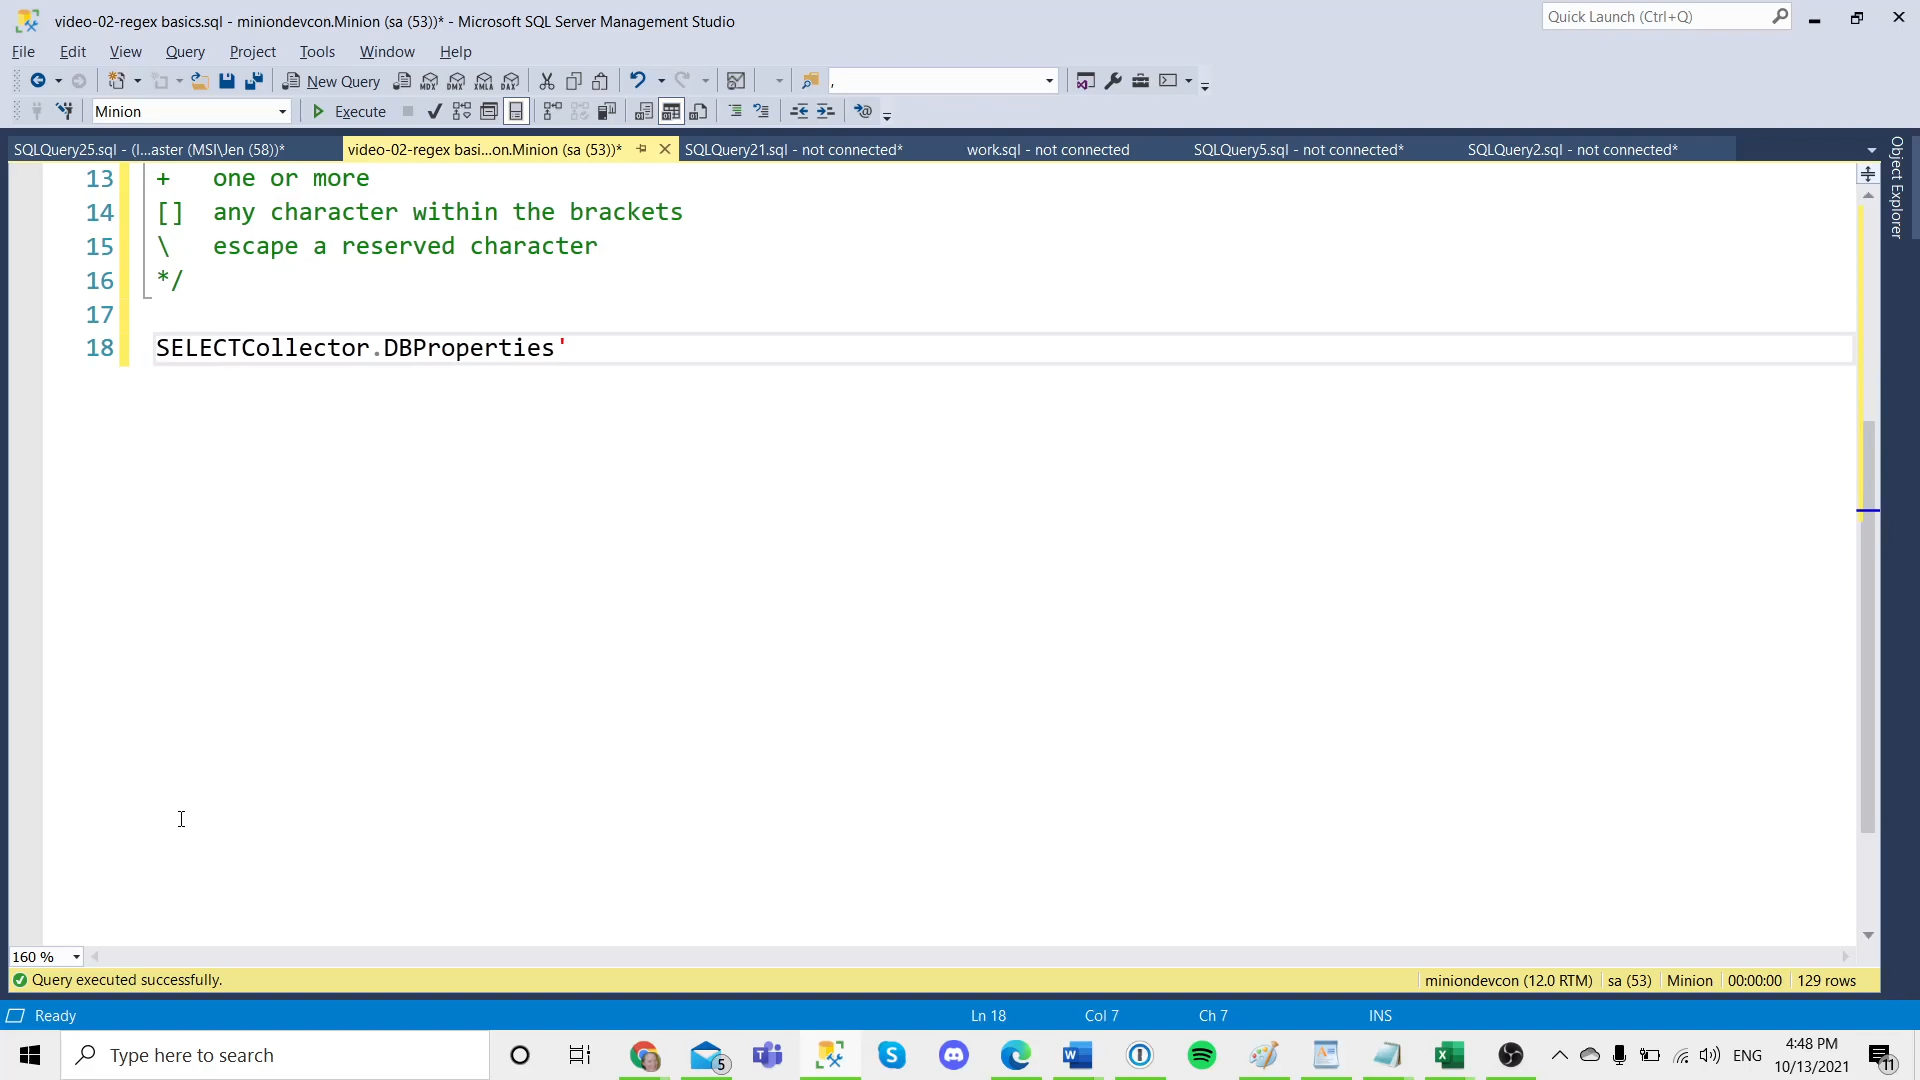 video-02-regex basics.sql - miniondevcon.Minion (sa (53))* - Microsoft SQL Server Management Studio
Quick Launch (Ctrl+Q)
File Edit View Query Project Tools Window Help
New Query MDX DMX XMLA DAX ,
Minion Execute
SQLQuery25.sql - (l...aster (MSI\Jen (58))* video-02-regex basi...on.Minion (sa (53))* SQLQuery21.sql - not connected* work.sql - not connected SQLQuery5.sql - not connected* SQLQuery2.sql - not connected*
Object Explorer
13 + one or more
14 [] any character within the brackets
15 \ escape a reserved character
16 */
17
18 SELECTCollector.DBProperties'
160 %
Query executed successfully. miniondevcon (12.0 RTM) sa (53) Minion 00:00:00 129 rows
Ready Ln 18 Col 7 Ch 7 INS
Type here to search 5 ENG 4:48 PM
10/13/2021 11